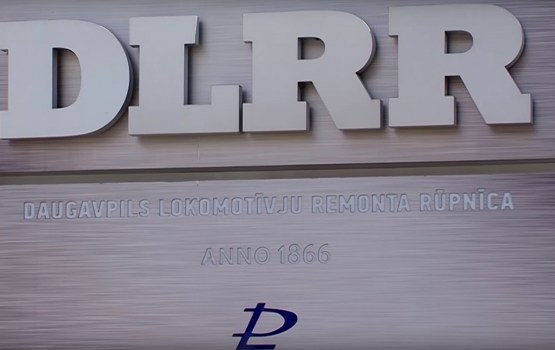 DLRR
DAUGAVPILS LOKOMOTĪVJU REMONTA RŪPNĪCA
ANNO 1866